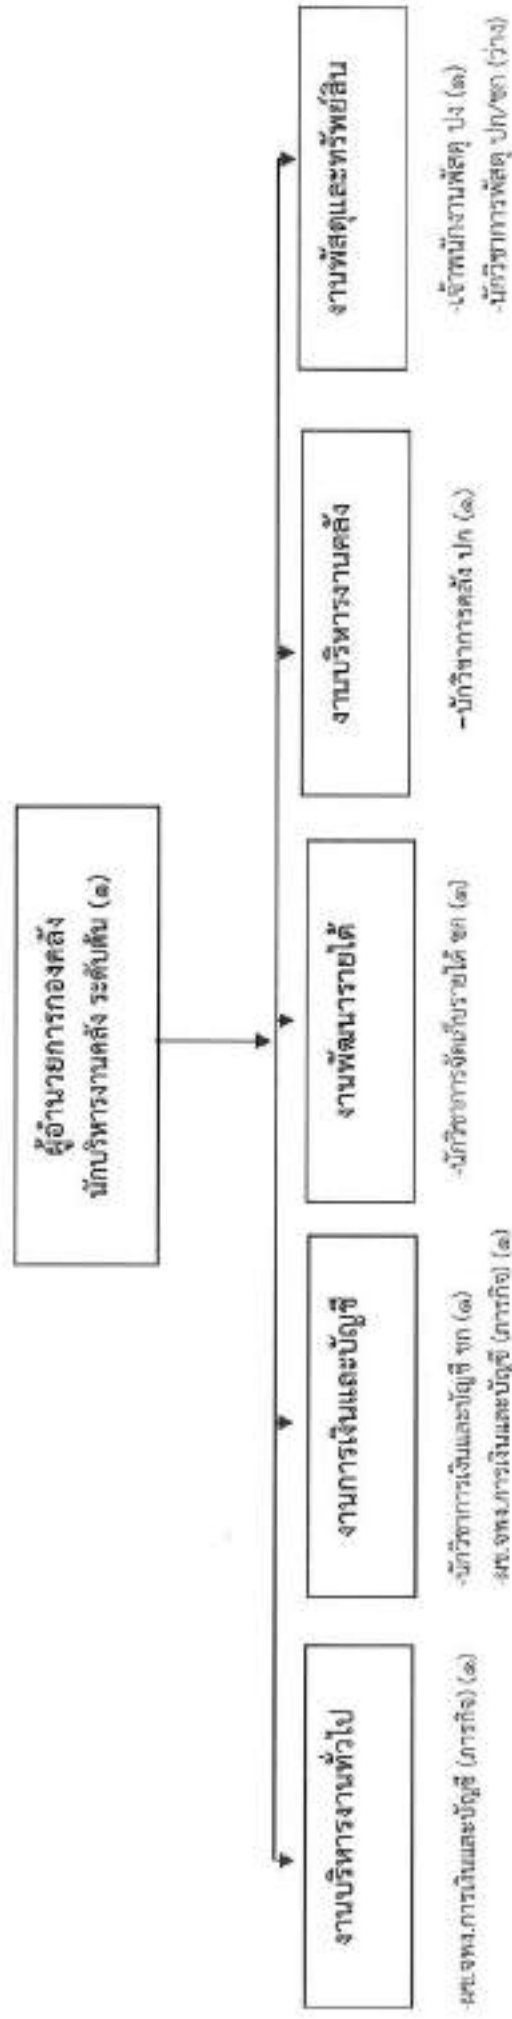 ผู้อำนวยการกองคลัง
นักบริหารงานคลัง ระดับต้น (๑)
งานบริหารงานทั่วไป
-ผช.จพง.การเงินและบัญชี (ภารกิจ) (๑)
งานการเงินและบัญชี
-นักวิชาการเงินและบัญชี ชก (๑)
-ผช.จพง.การเงินและบัญชี (ภารกิจ) (๑)
งานพัฒนารายได้
-นักวิชาการจัดเก็บรายได้ ชก (๑)
งานบริหารงานคลัง
-นักวิชาการคลัง ปก (๑)
งานพัสดุและทรัพย์สิน
-เจ้าพนักงานพัสดุ ปง (๑)
-นักวิชาการพัสดุ ปก/ชก (ว่าง)